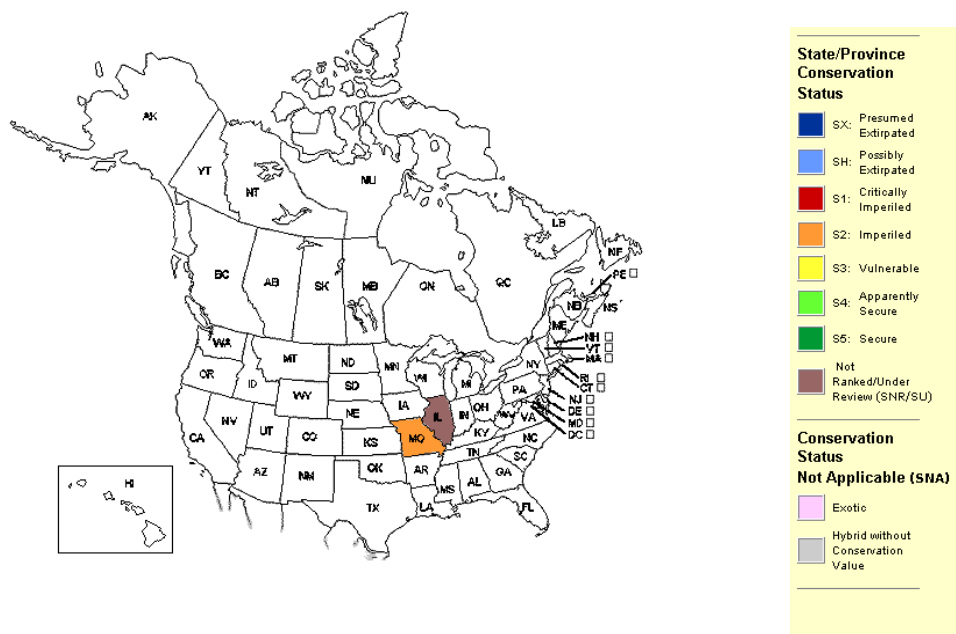 AK
YT
NT
NU
LB
NF
PE
BC
AB
SK
MB
ON
QC
NB
NS
ME
WA
MT
ND
MN
NH
VT
MA
OR
ID
WY
SD
WI
MI
NY
RI
CT
NV
NE
IA
PA
NJ
DE
MD
DC
CA
UT
CO
KS
MO
IL
IN
OH
WV
VA
KY
NC
TN
AZ
NM
OK
AR
SC
MS
AL
GA
TX
LA
FL
HI
State/Province
Conservation
Status
SX: Presumed
Extirpated
SH: Possibly
Extirpated
S1: Critically
Imperiled
S2: Imperiled
S3: Vulnerable
S4: Apparently
Secure
S5: Secure
Not
Ranked/Under
Review (SNR/SU)
Conservation
Status
Not Applicable (SNA)
Exotic
Hybrid without
Conservation
Value